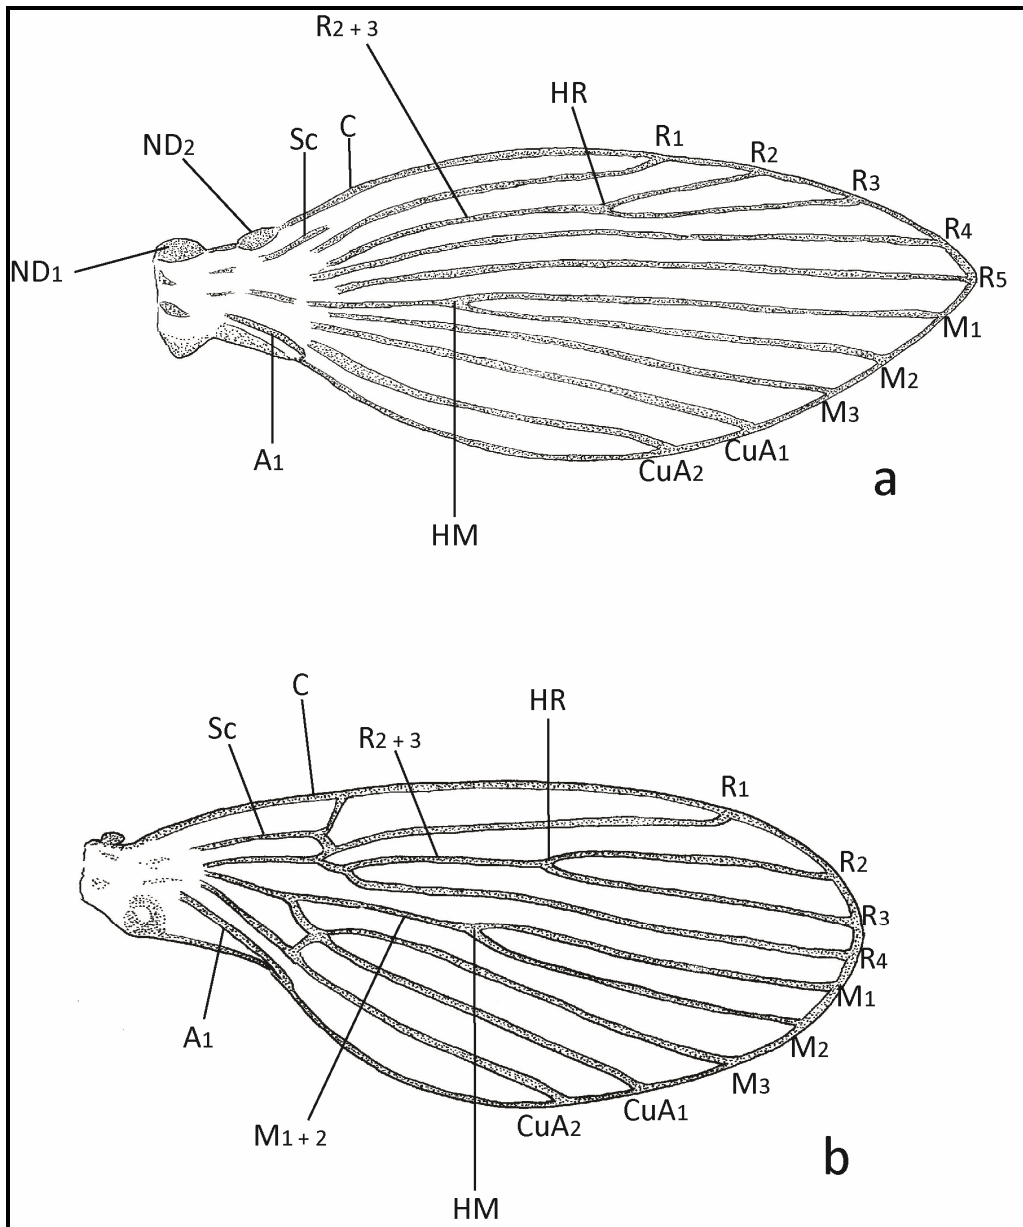 R2 + 3
HR
C
R1
Sc
ND2
R2
R3
R4
ND1
R5
M1
M2
M3
A1
CuA1
CuA2
a
HM
C
HR
Sc
R2 + 3
R1
R2
R3
R4
M1
A1
M2
M3
CuA1
CuA2
M1 + 2
b
HM